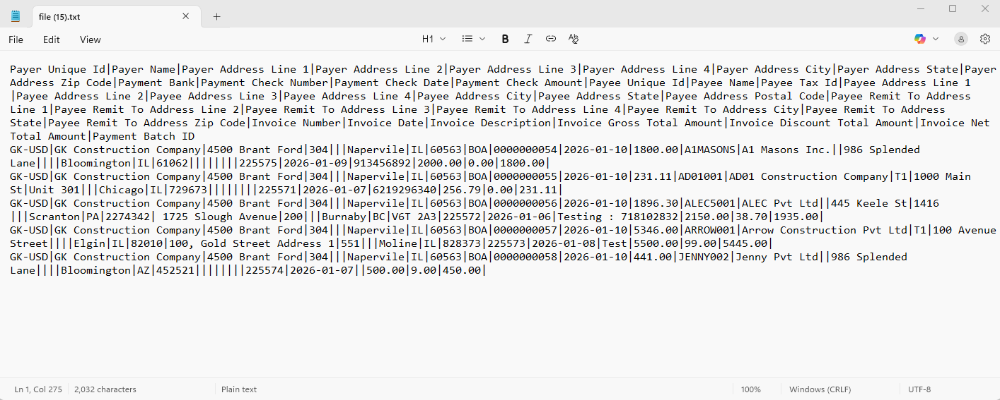 file (15).txt
File Edit View
H1
Payer Unique Id|Payer Name|Payer Address Line 1|Payer Address Line 2|Payer Address Line 3|Payer Address Line 4|Payer Address City|Payer Address State|Payer
Address Zip Code|Payment Bank|Payment Check Number|Payment Check Date|Payment Check Amount|Payee Unique Id|Payee Name|Payee Tax Id|Payee Address Line 1
|Payee Address Line 2|Payee Address Line 3|Payee Address Line 4|Payee Address City|Payee Address State|Payee Address Postal Code|Payee Remit To Address
Line 1|Payee Remit To Address Line 2|Payee Remit To Address Line 3|Payee Remit To Address Line 4|Payee Remit To Address City|Payee Remit To Address
State|Payee Remit To Address Zip Code|Invoice Number|Invoice Date|Invoice Description|Invoice Gross Total Amount|Invoice Discount Total Amount|Invoice Net
Total Amount|Payment Batch ID
GK-USD|GK Construction Company|4500 Brant Ford|304|||Napervile|IL|60563|BOA|0000000054|2026-01-10|1800.00|A1MASONS|A1 Masons Inc.||986 Splended
Lane||||Bloomington|IL|61062||||||||225575|2026-01-09|913456892|2000.00|0.00|1800.00|
GK-USD|GK Construction Company|4500 Brant Ford|304|||Napervile|IL|60563|BOA|0000000055|2026-01-10|231.11|AD01001|AD01 Construction Company|T1|1000 Main
St|Unit 301|||Chicago|IL|729673||||||||225571|2026-01-07|6219296340|256.79|0.00|231.11|
GK-USD|GK Construction Company|4500 Brant Ford|304|||Napervile|IL|60563|BOA|0000000056|2026-01-10|1896.30|ALEC5001|ALEC Pvt Ltd||445 Keele St|1416
|||Scranton|PA|2274342| 1725 Slough Avenue|200|||Burnaby|BC|V6T 2A3|225572|2026-01-06|Testing : 718102832|2150.00|38.70|1935.00|
GK-USD|GK Construction Company|4500 Brant Ford|304|||Napervile|IL|60563|BOA|0000000057|2026-01-10|5346.00|ARROW001|Arrow Construction Pvt Ltd|T1|100 Avenue
Street||||Elgin|IL|82010|100, Gold Street Address 1|551|||Moline|IL|828373|225573|2026-01-08|Test|5500.00|99.00|5445.00|
GK-USD|GK Construction Company|4500 Brant Ford|304|||Napervile|IL|60563|BOA|0000000058|2026-01-10|441.00|JENNY002|Jenny Pvt Ltd||986 Splended
Lane||||Bloomington|AZ|452521||||||||225574|2026-01-07||500.00|9.00|450.00|
Ln 1, Col 275 2,032 characters Plain text 100% Windows (CRLF) UTF-8